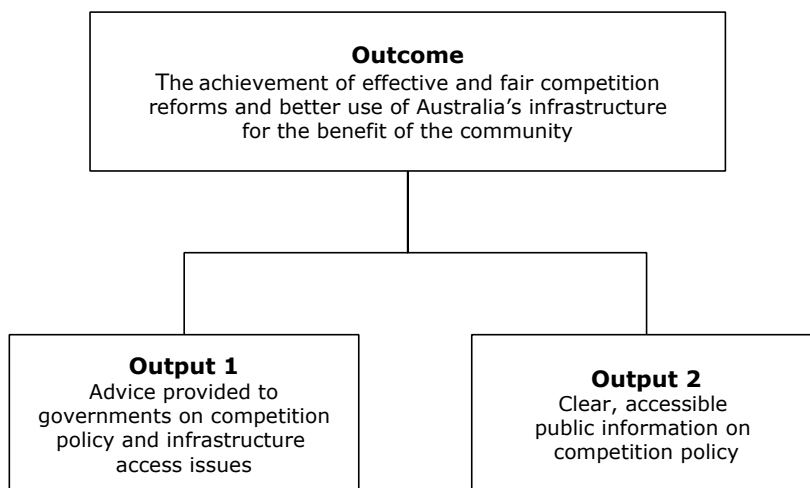 Outcome
The achievement of effective and fair competition
reforms and better use of Australia’s infrastructure
for the benefit of the community
Output 1
Advice provided to
governments on competition
policy and infrastructure
access issues
Output 2
Clear, accessible
public information on
competition policy